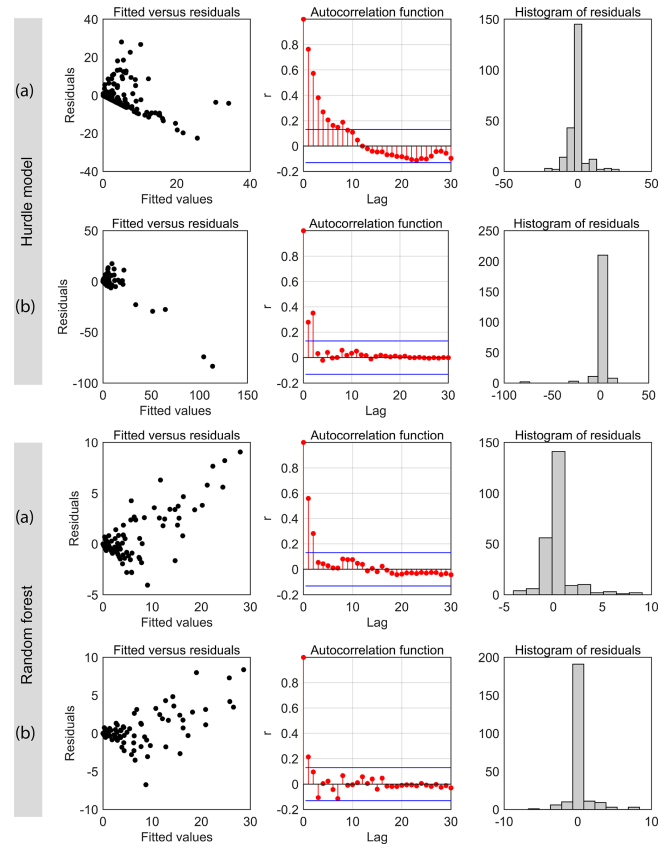 Hurdle model
(a)
Fitted versus residuals
Residuals
40
20
0
-20
-40
0 20 40
Fitted values
Autocorrelation function
r
0.8
0.6
0.4
0.2
0
-0.2
0 10 20 30
Lag
Histogram of residuals
150
100
50
0
-50 0 50
(b)
Fitted versus residuals
Residuals
50
0
-50
-100
0 50 100 150
Fitted values
Autocorrelation function
r
0.8
0.6
0.4
0.2
0
-0.2
0 10 20 30
Lag
Histogram of residuals
250
200
150
100
50
0
-100 -50 0 50
Random forest
(a)
Fitted versus residuals
Residuals
10
5
0
-5
0 10 20 30
Fitted values
Autocorrelation function
r
0.8
0.6
0.4
0.2
0
-0.2
0 10 20 30
Lag
Histogram of residuals
150
100
50
0
-5 0 5 10
(b)
Fitted versus residuals
Residuals
10
5
0
-5
-10
0 10 20 30
Fitted values
Autocorrelation function
r
0.8
0.6
0.4
0.2
0
-0.2
0 10 20 30
Lag
Histogram of residuals
200
150
100
50
0
-10 0 10